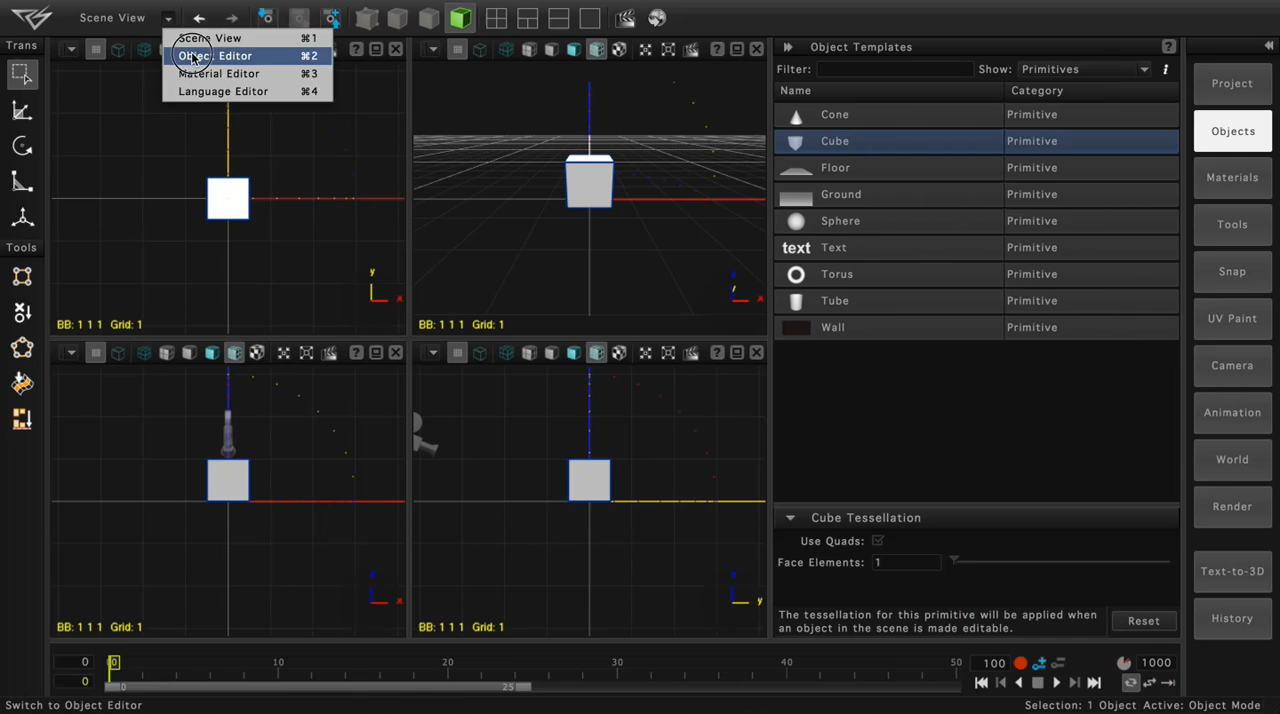 Scene View
Scene View ⌘1
Object Editor ⌘2
Material Editor ⌘3
Language Editor ⌘4
Trans
Tools
y
x
BB: 1 1 1 Grid: 1
z
y
x
BB: 1 1 1 Grid: 1
z
x
BB: 1 1 1 Grid: 1
z
y
BB: 1 1 1 Grid: 1
Object Templates
Filter: Show: Primitives i
Name Category
Cone Primitive
Cube Primitive
Floor Primitive
Ground Primitive
Sphere Primitive
text Text Primitive
Torus Primitive
Tube Primitive
Wall Primitive
Cube Tessellation
Use Quads:
Face Elements: 1
The tessellation for this primitive will be applied when
an object in the scene is made editable.
Reset
Project
Objects
Materials
Tools
Snap
UV Paint
Camera
Animation
World
Render
Text-to-3D
History
0 0 10 20 30 40 50 100 1000
0 0 25
Switch to Object Editor
Selection: 1 Object Active: Object Mode